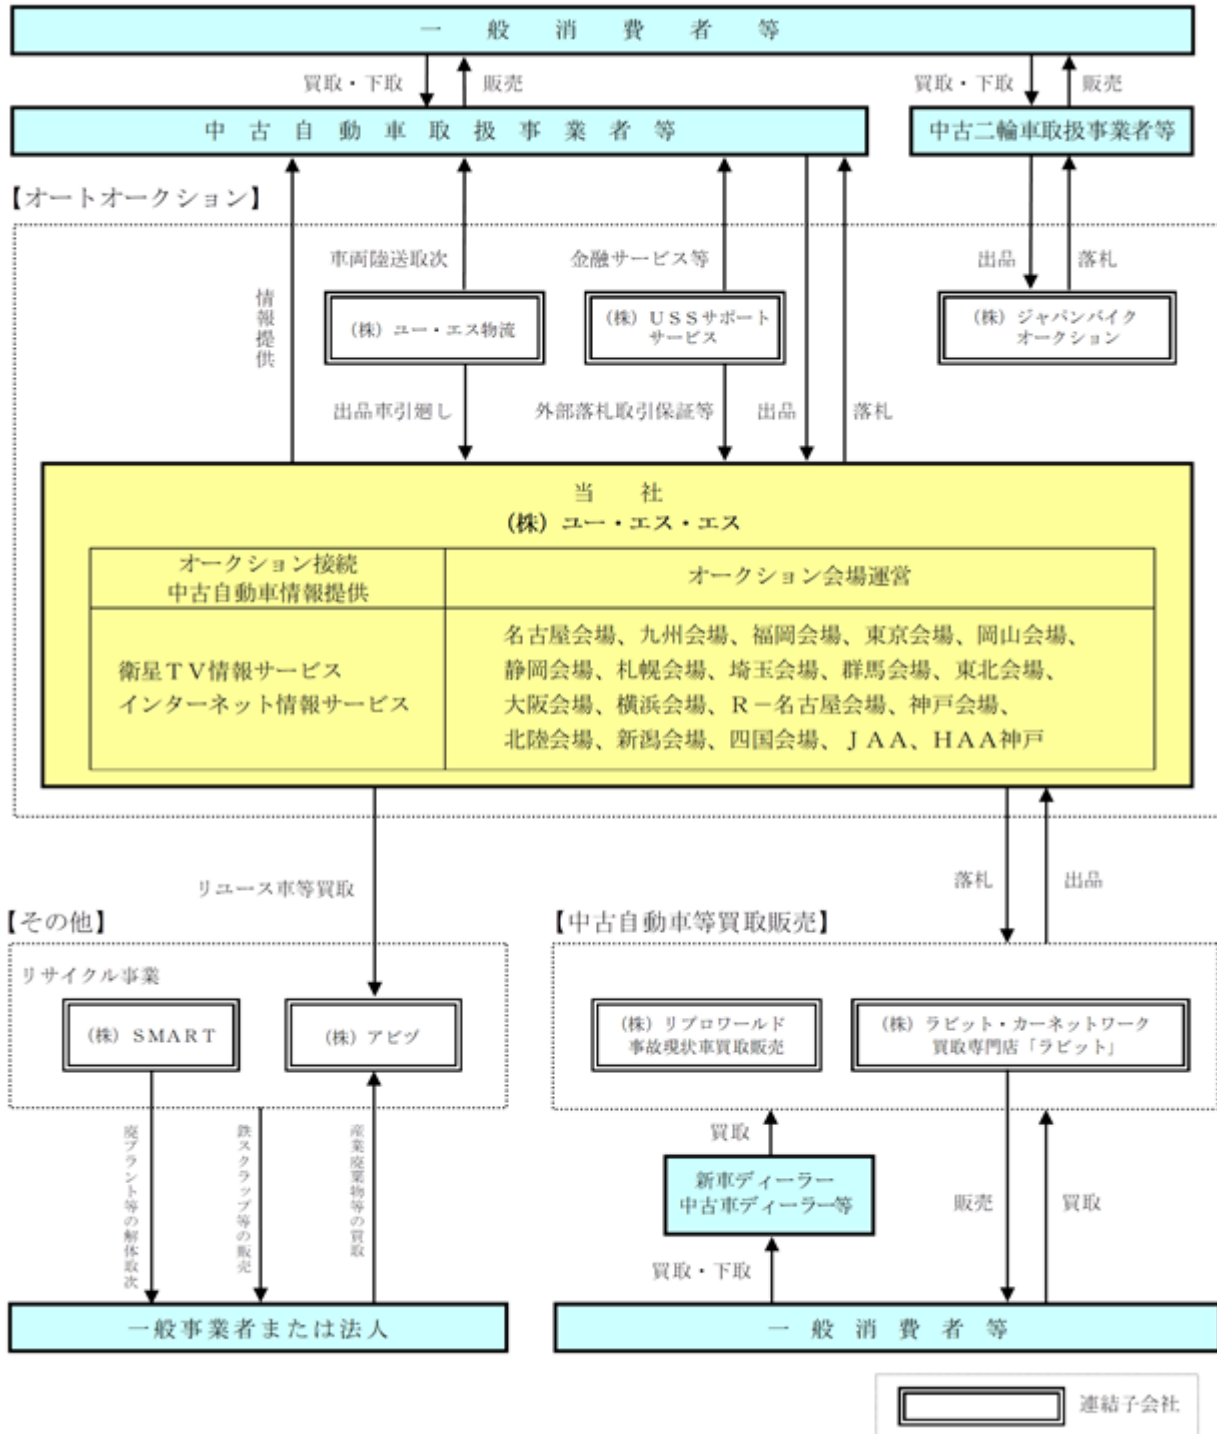 一般消費者等
買取・下取
販売
買取・下取
販売
中古自動車取扱事業者等
中古二輪車取扱事業者等
【オートオークション】
情報提供
車両陸送取次
金融サービス等
出品
落札
(株)ユー・エス物流
(株)USSサポート
サービス
(株)ジャパンバイク
オークション
出品車引廻し
外部落札取引保証等
出品
落札
当社
(株)ユー・エス・エス
オークション接続
中古自動車情報提供
オークション会場運営
衛星TV情報サービス
インターネット情報サービス
名古屋会場、九州会場、福岡会場、東京会場、岡山会場、
静岡会場、札幌会場、埼玉会場、群馬会場、東北会場、
大阪会場、横浜会場、R-名古屋会場、神戸会場、
北陸会場、新潟会場、四国会場、JAA、HAA神戸
リユース車等買取
落札
出品
【その他】
【中古自動車等買取販売】
リサイクル事業
(株)SMART
(株)アビヅ
(株)リプロワールド
事故現状車買取販売
(株)ラビット・カーネットワーク
買取専門店「ラビット」
廃プラント等の解体取次
鉄スクラップ等の販売
産業廃棄物等の買取
買取
新車ディーラー
中古車ディーラー等
販売
買取
買取・下取
一般事業者または法人
一般消費者等
連結子会社